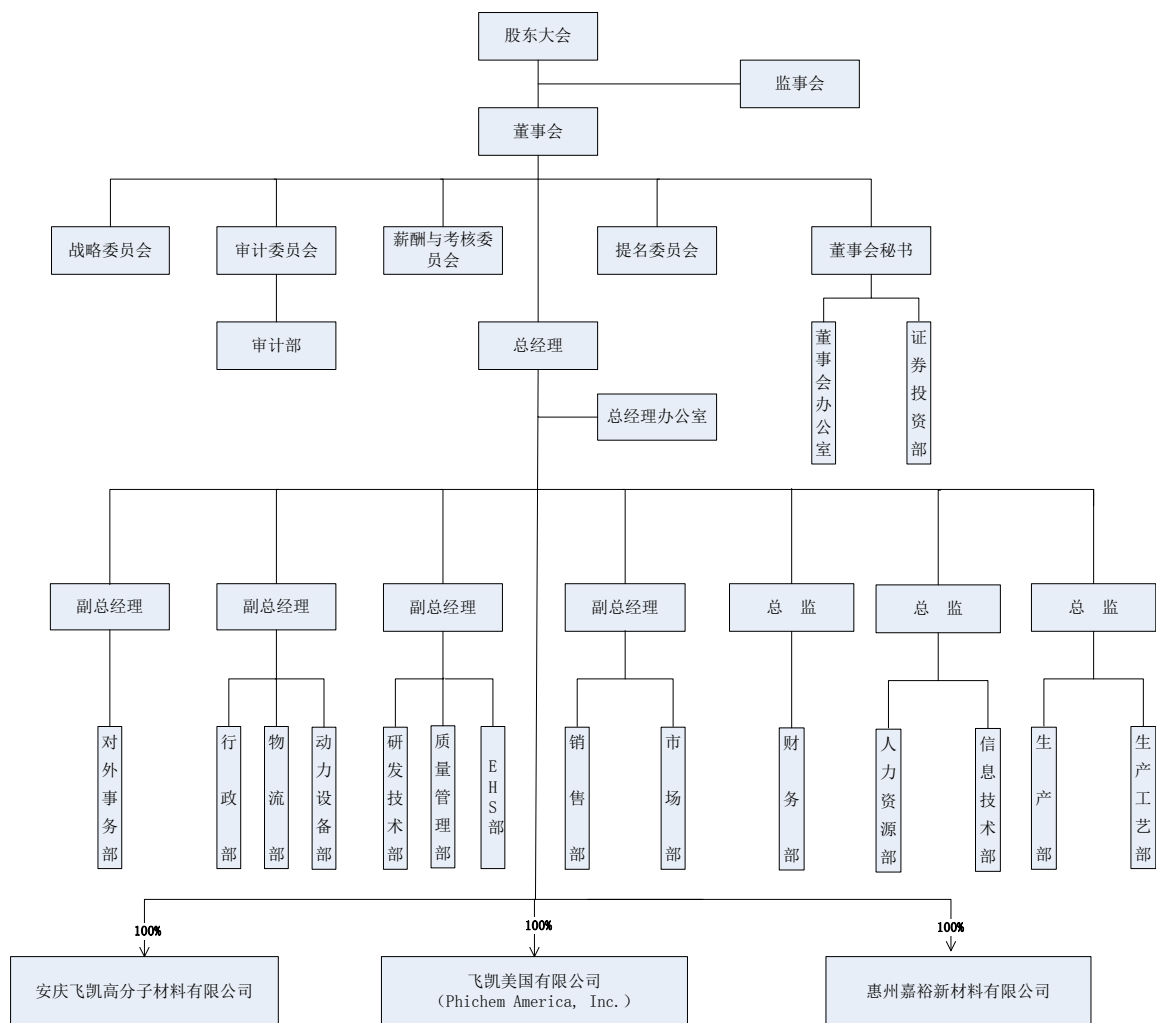 股东大会
监事会
董事会
战略委员会
审计委员会
薪酬与考核委
员会
提名委员会
董事会秘书
审计部
总经理
董事会办公室
证券投资部
总经理办公室
副总经理
副总经理
副总经理
副总经理
总 监
总 监
总 监
对外事务部
行政部
物流部
动力设备部
研发技术部
质量管理部
EHS部
销售部
市场部
财务部
人力资源部
信息技术部
生产部
生产工艺部
100%
100%
100%
安庆飞凯高分子材料有限公司
飞凯美国有限公司
（Phichem America, Inc.）
惠州嘉裕新材料有限公司